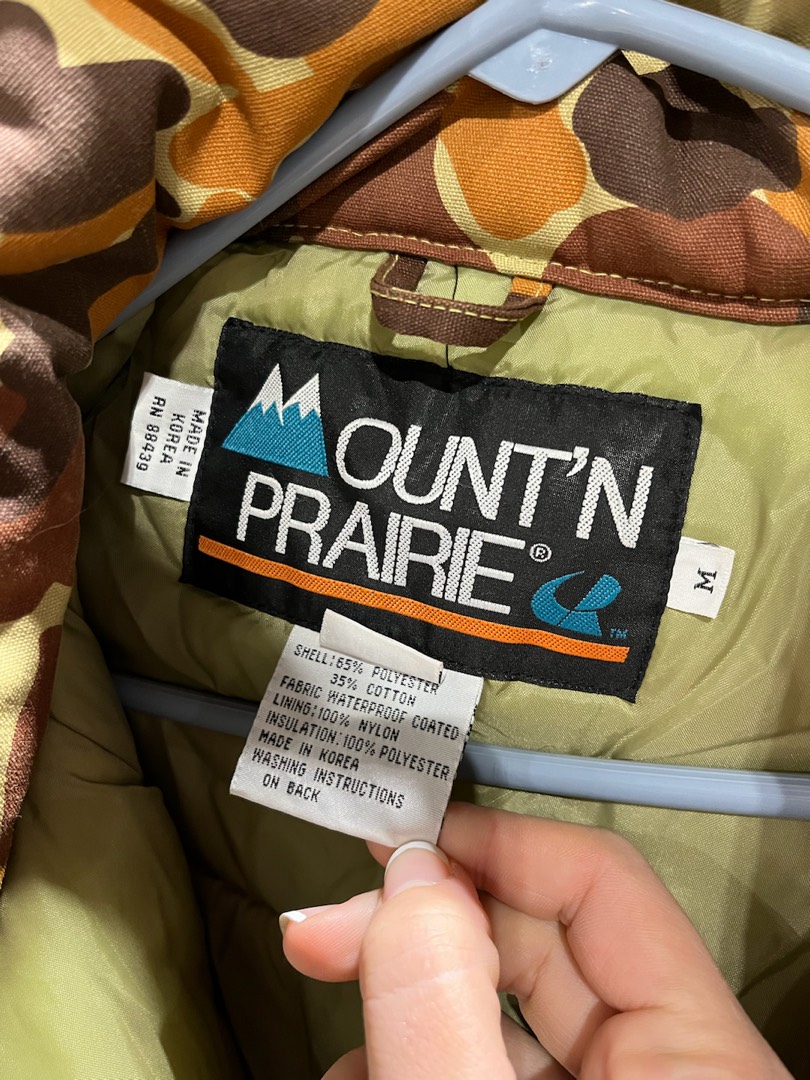 MADE IN
KOREA
RN 88439
MOUNT'N
PRAIRIE®
TM
M
SHELL:65% POLYESTER
35% COTTON
FABRIC WATERPROOF COATED
LINING:100% NYLON
INSULATION:100% POLYESTER
MADE IN KOREA
WASHING INSTRUCTIONS
ON BACK